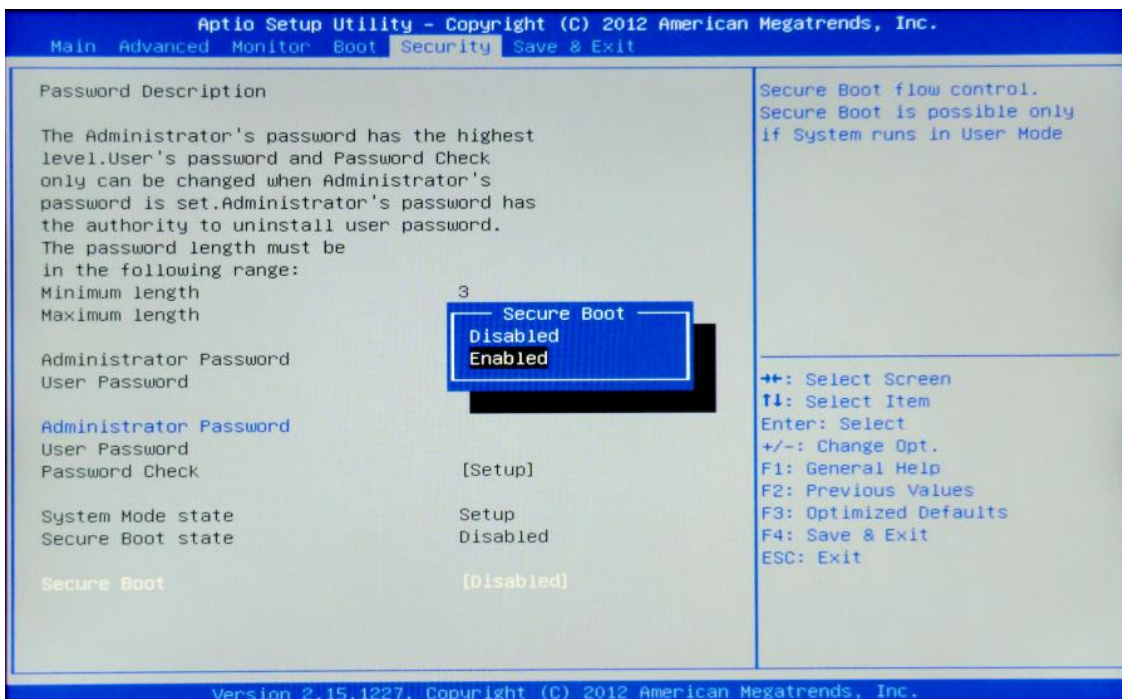 Aptio Setup Utility – Copyright (C) 2012 American Megatrends, Inc.
Main Advanced Monitor Boot Security Save & Exit
Password Description
The Administrator's password has the highest
level.User's password and Password Check
only can be changed when Administrator's
password is set.Administrator's password has
the authority to uninstall user password.
The password length must be
in the following range:
Minimum length 3
Maximum length
Administrator Password
User Password
Administrator Password
User Password
Password Check [Setup]
System Mode state Setup
Secure Boot state Disabled
Secure Boot [Disabled]
Secure Boot
Disabled
Enabled
Secure Boot flow control.
Secure Boot is possible only
if System runs in User Mode
→←: Select Screen
↑↓: Select Item
Enter: Select
+/-: Change Opt.
F1: General Help
F2: Previous Values
F3: Optimized Defaults
F4: Save & Exit
ESC: Exit
Version 2.15.1227. Copyright (C) 2012 American Megatrends, Inc.